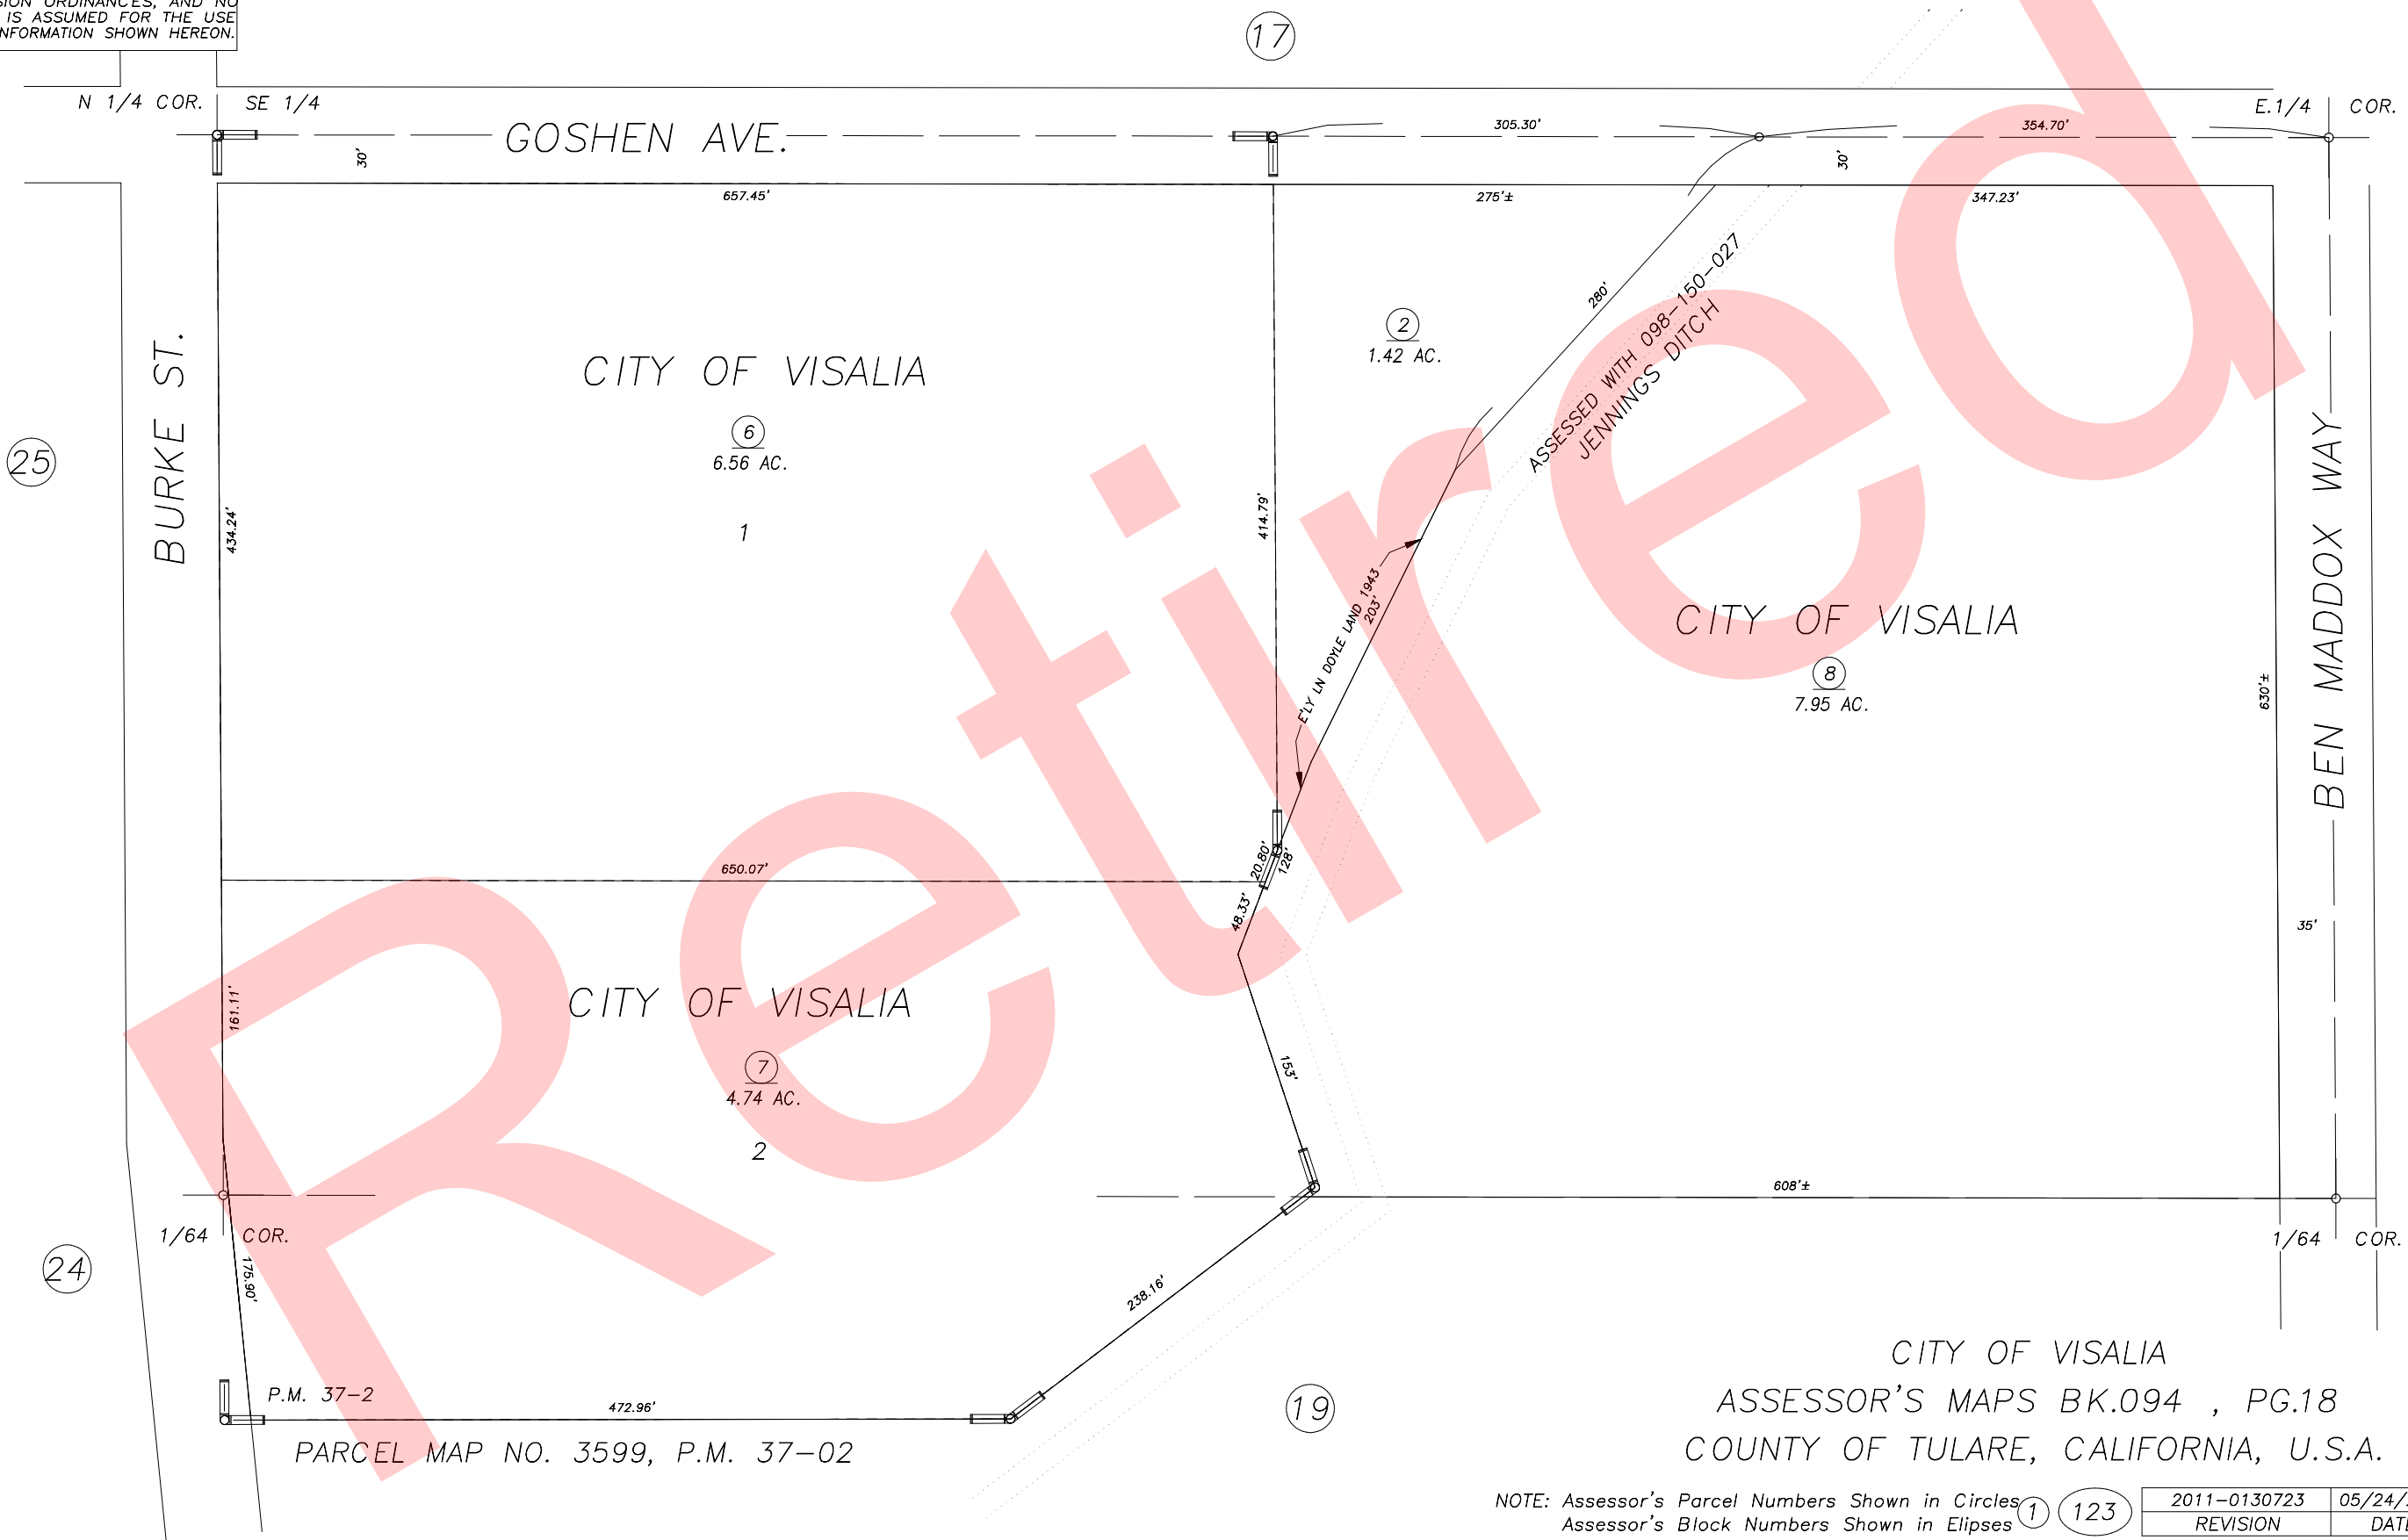 SION ORDINANCES, AND NO
IS ASSUMED FOR THE USE
NFORMATION SHOWN HEREON.
17
N 1/4 COR. SE 1/4
E.1/4 COR.
GOSHEN AVE.
305.30'
354.70'
30'
30'
657.45'
275'±
347.23'
BURKE ST.
CITY OF VISALIA
6
6.56 AC.
1
434.24'
414.79'
2
1.42 AC.
280'
ASSESSED WITH 098-150-027
JENNINGS DITCH
E'LY LN DOYLE LAND 1943
203'
25
CITY OF VISALIA
8
7.95 AC.
630'±
BEN MADDOX WAY
35'
650.07'
20.80'
128'
48.33'
161.11'
CITY OF VISALIA
7
4.74 AC.
2
153'
608'±
1/64 COR.
1/64 COR.
24
175.90'
238.16'
P.M. 37-2
472.96'
19
PARCEL MAP NO. 3599, P.M. 37-02
CITY OF VISALIA
ASSESSOR'S MAPS BK.094 , PG.18
COUNTY OF TULARE, CALIFORNIA, U.S.A.
NOTE: Assessor's Parcel Numbers Shown in Circles 1
Assessor's Block Numbers Shown in Elipses 123
2011-0130723 05/24/
REVISION DAT
Retired